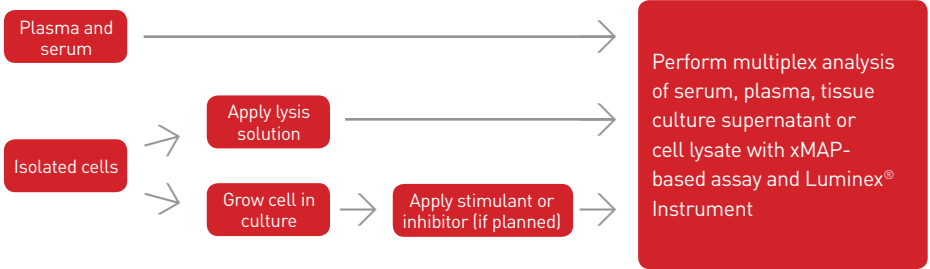 Plasma and
serum
Isolated cells
Apply lysis
solution
Grow cell in
culture
Apply stimulant or
inhibitor (if planned)
Perform multiplex analysis
of serum, plasma, tissue
culture supernatant or
cell lysate with xMAP-
based assay and Luminex®
Instrument